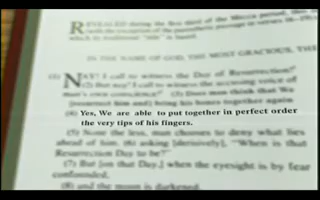 REVEALED during the first third of the Mecca period,
with the exception of the parenthetic passage or verses 16-19
which its traditional "title" is based.
IN THE NAME OF GOD, THE MOST GRACIOUS, THE
(1) NAY! I call to witness the Day of Resurrection!
(2) But nay! I call to witness the accusing voice of
man's own conscience! (3) Does man think that We
[resurrect him and] bring his bones together again
(4) Yes, We are able to put together in perfect order
the very tips of his fingers.
(5) None the less, man chooses to deny what lies
ahead of him, (6) asking [derisively], "When is that
Resurrection Day to be?"
(7) But [on that Day,] when the eyesight is by fear
confounded,
(8) and the moon is darkened,